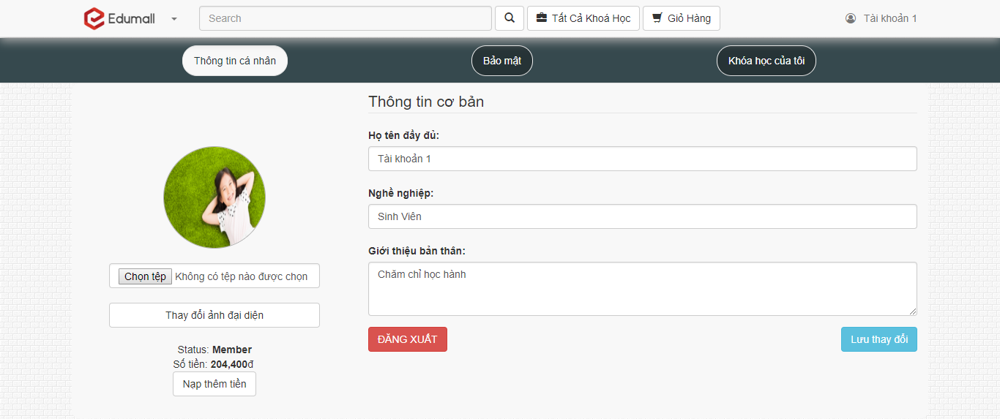 Edumall
Search
Tất Cả Khoá Học
Giỏ Hàng
Tài khoản 1
Thông tin cá nhân
Bảo mật
Khóa học của tôi
Thông tin cơ bản
Họ tên đầy đủ:
Tài khoản 1
Nghề nghiệp:
Sinh Viên
Giới thiệu bản thân:
Chăm chỉ học hành
ĐĂNG XUẤT
Lưu thay đổi
Chọn tệp Không có tệp nào được chọn
Thay đổi ảnh đại diện
Status: Member
Số tiền: 204,400đ
Nạp thêm tiền